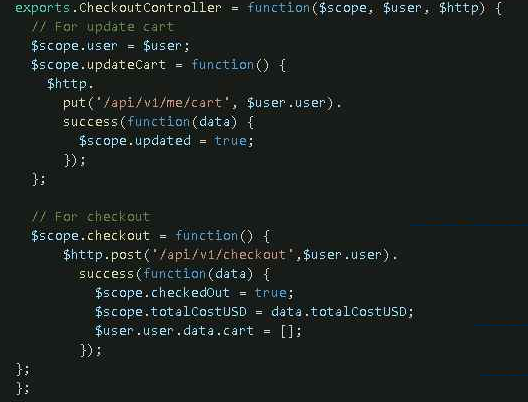 exports.CheckoutController = function($scope, $user, $http) {
// For update cart
$scope.user = $user;
$scope.updateCart = function() {
$http.
put('/api/v1/me/cart', $user.user).
success(function(data) {
$scope.updated = true;
});
};
// For checkout
$scope.checkout = function() {
$http.post('/api/v1/checkout',$user.user).
success(function(data) {
$scope.checkedOut = true;
$scope.totalCostUSD = data.totalCostUSD;
$user.user.data.cart = [];
});
};
};